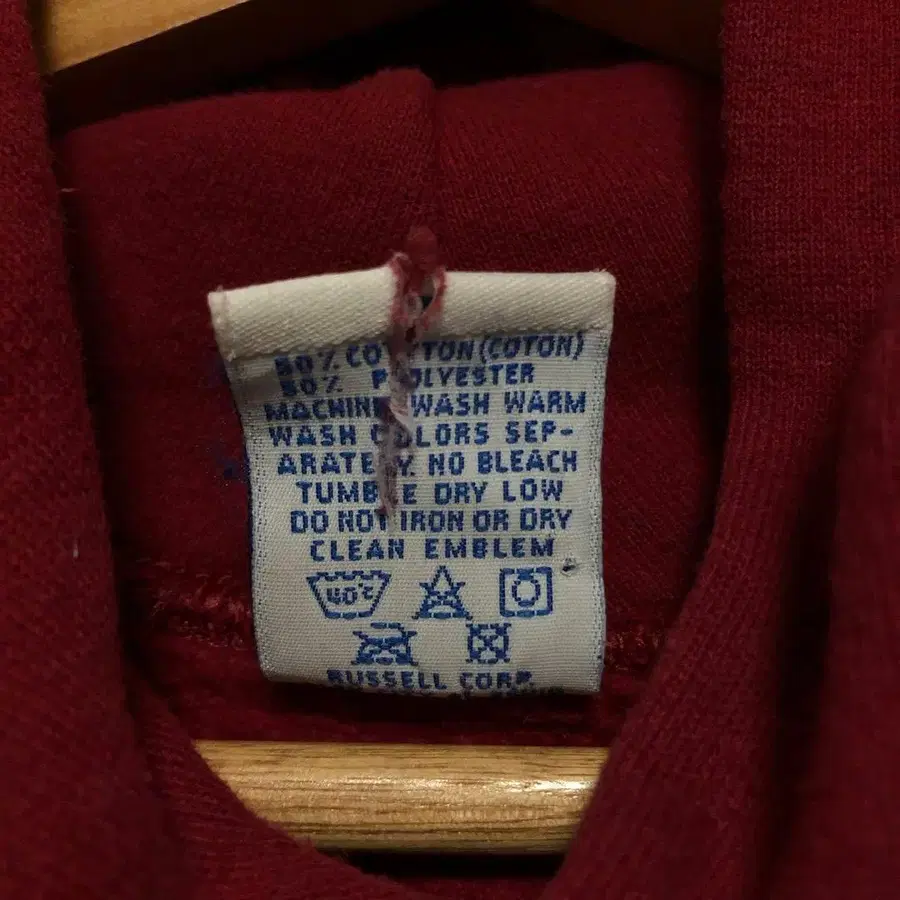 50% COTTON (COTON)
50% POLYESTER
MACHINE WASH WARM
WASH COLORS SEP-
ARATELY. NO BLEACH
TUMBLE DRY LOW
DO NOT IRON OR DRY
CLEAN EMBLEM
40°C
RUSSELL CORP.